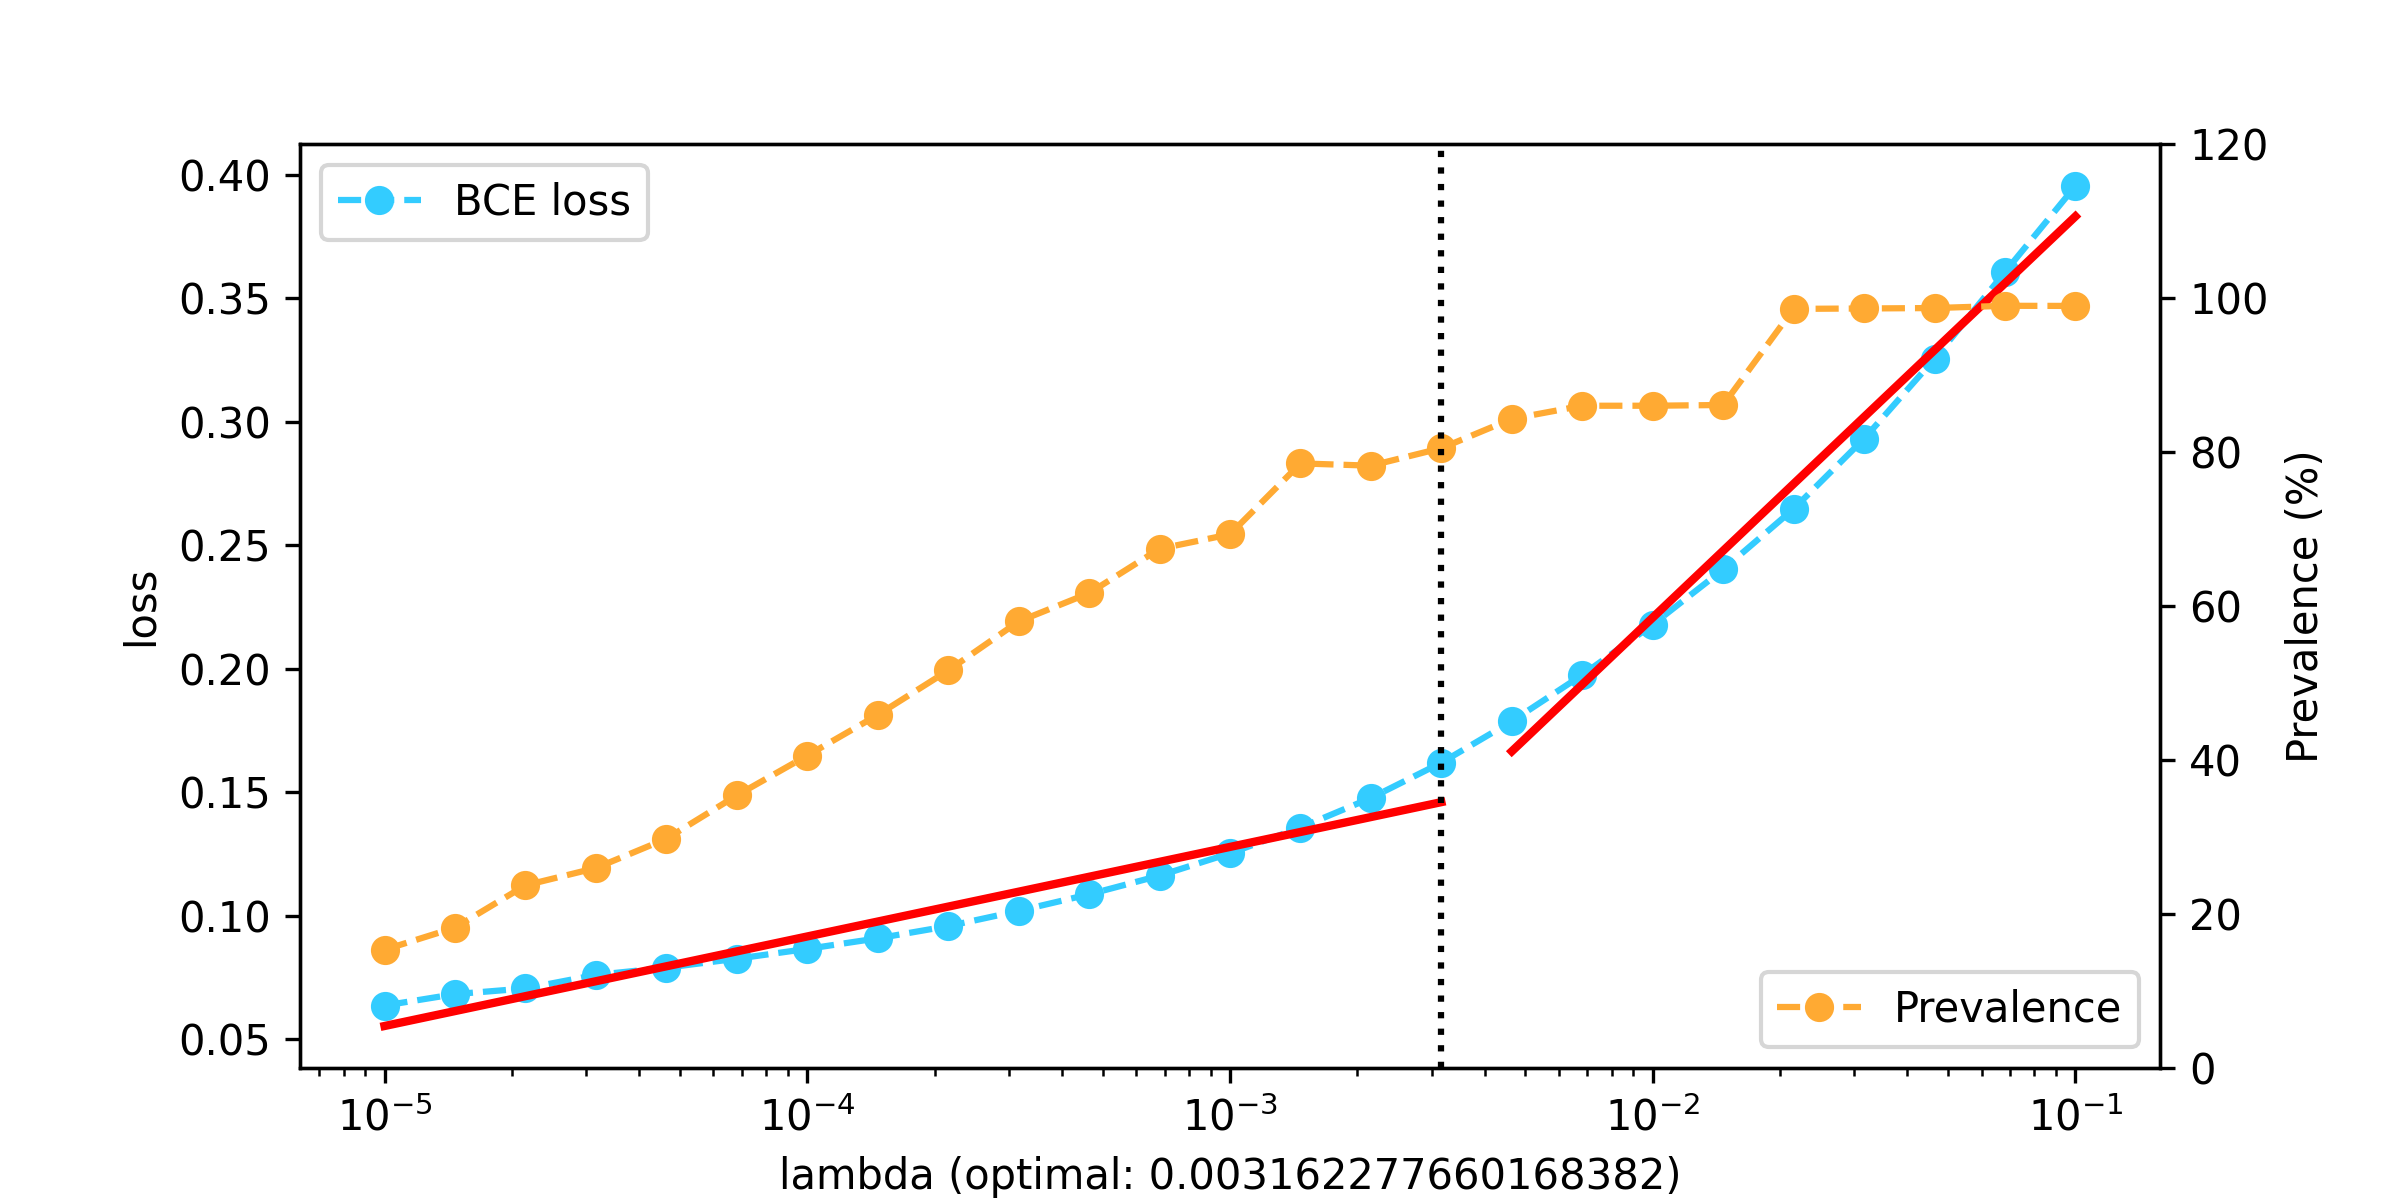 BCE loss
0.40
0.35
0.30
0.25
0.20
0.15
0.10
0.05
loss
120
100
80
60
40
20
0
Prevalence (%)
Prevalence
10⁻⁵ 10⁻⁴ 10⁻³ 10⁻² 10⁻¹
lambda (optimal: 0.003162277660168382)